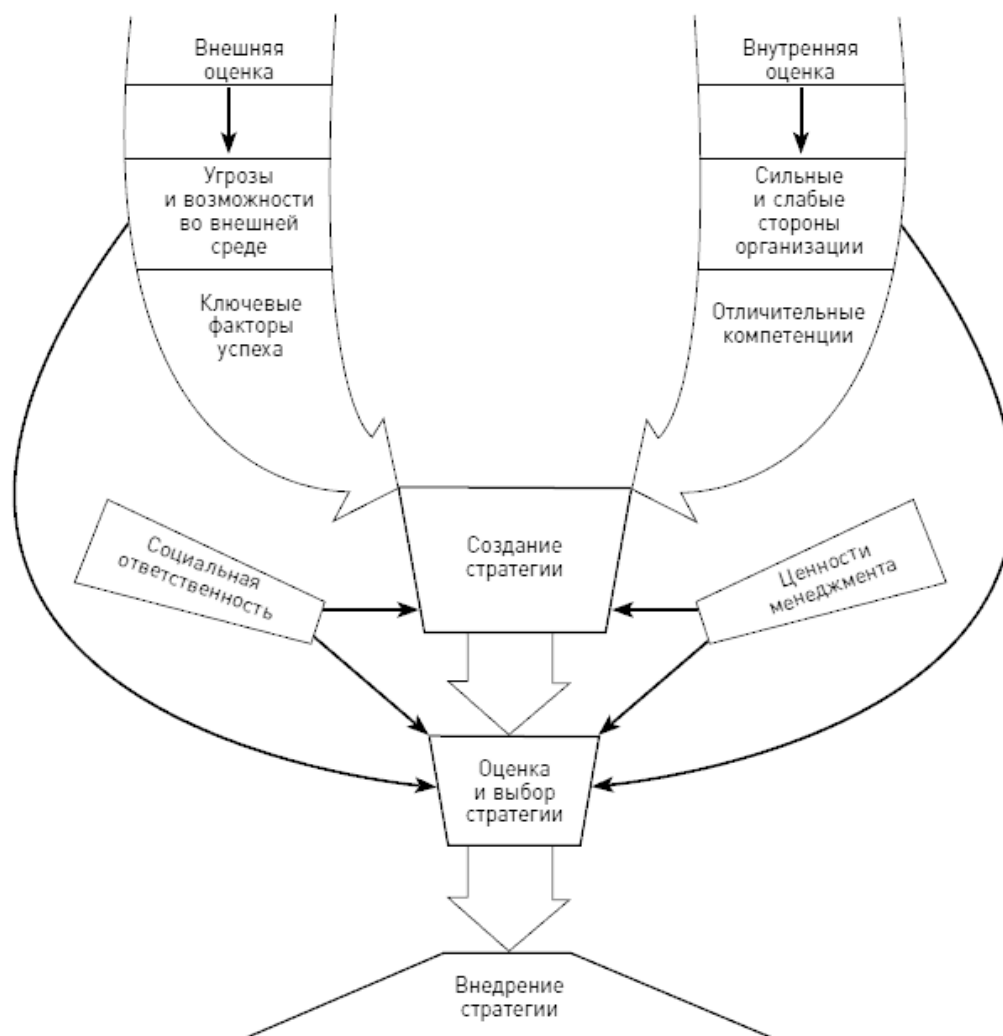 Внешняя
оценка
Внутренняя
оценка
Угрозы
и возможности
во внешней
среде
Сильные
и слабые
стороны
организации
Ключевые
факторы
успеха
Отличительные
компетенции
Создание
стратегии
Социальная
ответственность
Ценности
менеджмента
Оценка
и выбор
стратегии
Внедрение
стратегии